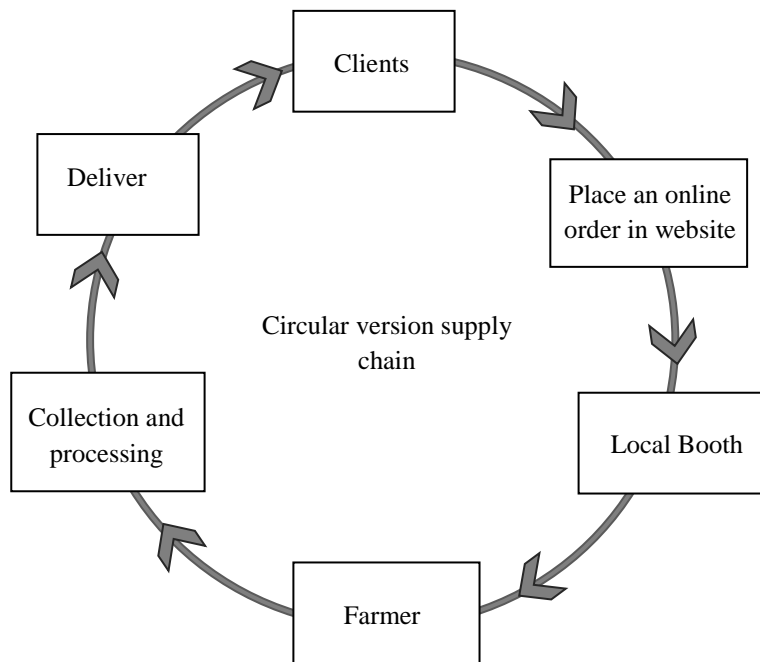 Clients
Place an online
order in website
Local Booth
Farmer
Collection and
processing
Deliver
Circular version supply
chain